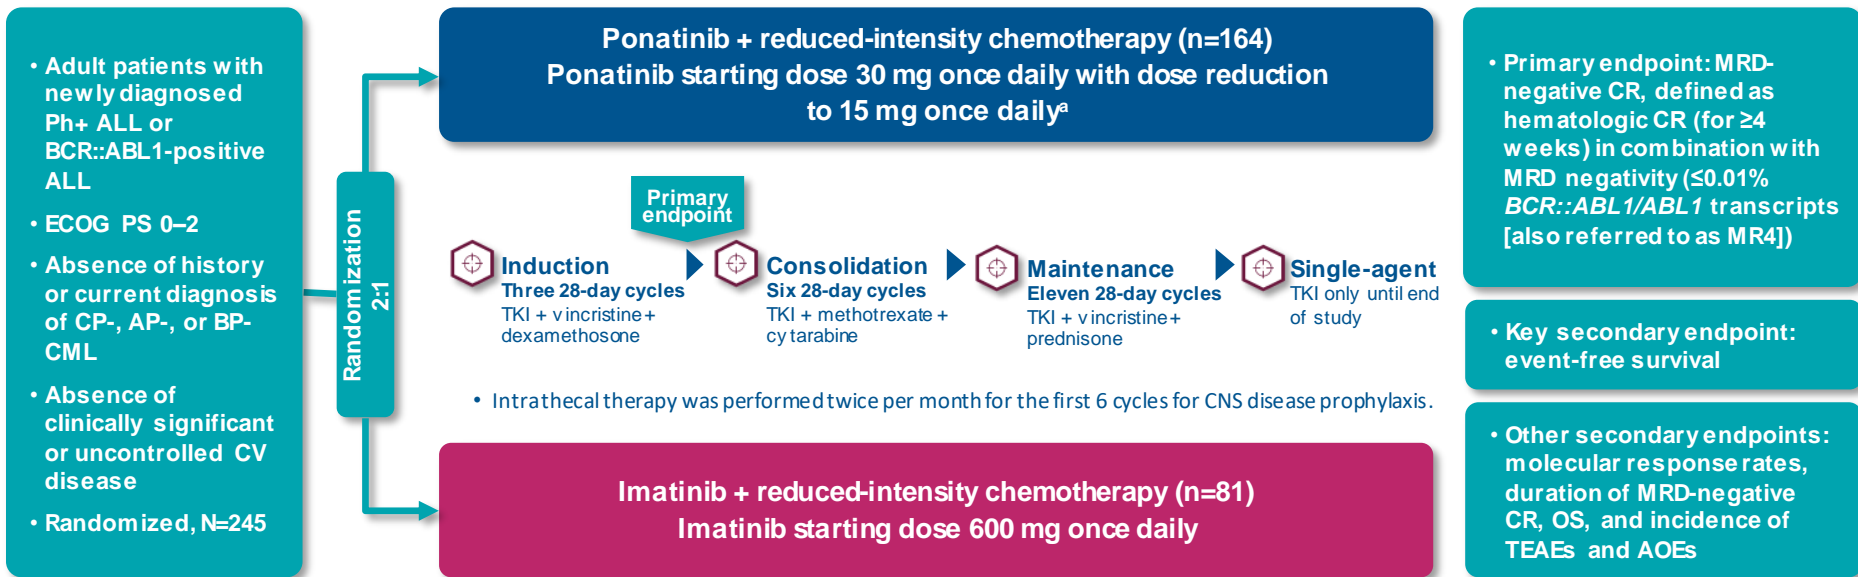 • Adult patients with
newly diagnosed
Ph+ ALL or
BCR::ABL1-positive
ALL
• ECOG PS 0–2
• Absence of history
or current diagnosis
of CP-, AP-, or BP-
CML
• Absence of
clinically significant
or uncontrolled CV
disease
• Randomized, N=245
Randomization
2:1
Ponatinib + reduced-intensity chemotherapy (n=164)
Ponatinib starting dose 30 mg once daily with dose reduction
to 15 mg once dailyᵃ
Primary
endpoint
Induction
Three 28-day cycles
TKI + vincristine +
dexamethosone
Consolidation
Six 28-day cycles
TKI + methotrexate +
cytarabine
Maintenance
Eleven 28-day cycles
TKI + vincristine +
prednisone
Single-agent
TKI only until end
of study
• Intrathecal therapy was performed twice per month for the first 6 cycles for CNS disease prophylaxis.
Imatinib + reduced-intensity chemotherapy (n=81)
Imatinib starting dose 600 mg once daily
• Primary endpoint: MRD-
negative CR, defined as
hematologic CR (for ≥4
weeks) in combination with
MRD negativity (≤0.01%
BCR::ABL1/ABL1 transcripts
[also referred to as MR4])
• Key secondary endpoint:
event-free survival
• Other secondary endpoints:
molecular response rates,
duration of MRD-negative
CR, OS, and incidence of
TEAEs and AOEs